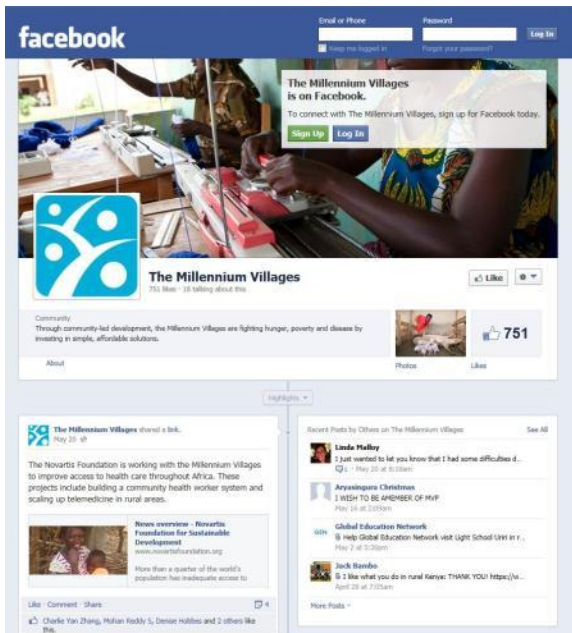 facebook
Email or Phone
Password
Log In
Keep me logged in
Forgot your password?
The Millennium Villages
is on Facebook.
To connect with The Millennium Villages, sign up for Facebook today.
Sign Up
Log In
The Millennium Villages
751 likes · 16 talking about this
Like
Community
Through community-led development, the Millennium Villages are fighting hunger, poverty and disease by
investing in simple, affordable solutions.
About
Photos
751
Likes
Highlights
The Millennium Villages shared a link.
May 20
The Novartis Foundation is working with the Millennium Villages
to improve access to health care throughout Africa. These
projects include building a community health worker system and
scaling up telemedicine in rural areas.
News overview - Novartis
Foundation for Sustainable
Development
www.novartisfoundation.org
More than a quarter of the world's
population has inadequate access to
Like · Comment · Share
4
Charlie Yan Zhang, Mohan Reddy S, Denise Hobbes and 2 others like
this.
Recent Posts by Others on The Millennium Villages
See All
Linda Malloy
I just wanted to let you know that I had some difficulties d...
1 · May 20 at
Aryasingura Christmas
I WISH TO BE AMEMBER OF MVP
May 16 at 2:09am
GEN
Global Education Network
Help Global Education Network visit Light School in r...
May 2 at
Jack Bambo
I like what you do in rural Kenya: THANK YOU! https://w...
April 28 at 7:05am
More Posts